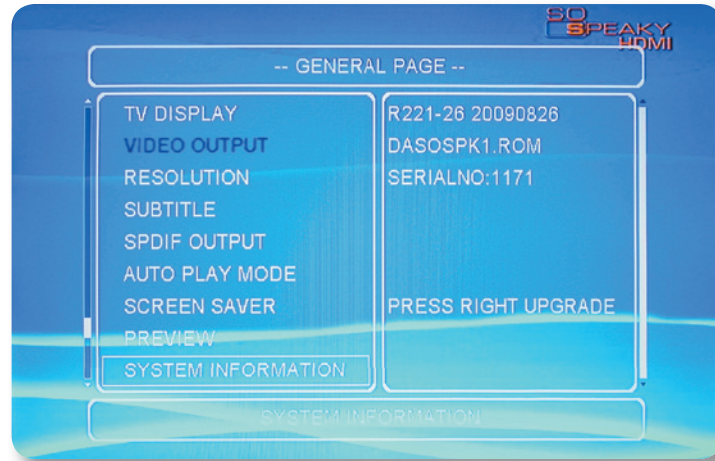 SO
SPEAKY
HDMI
-- GENERAL PAGE --
TV DISPLAY
VIDEO OUTPUT
RESOLUTION
SUBTITLE
SPDIF OUTPUT
AUTO PLAY MODE
SCREEN SAVER
PREVIEW
SYSTEM INFORMATION
R221-26 20090826
DASOSPK1.ROM
SERIALNO:1171
PRESS RIGHT UPGRADE
SYSTEM INFORMATION